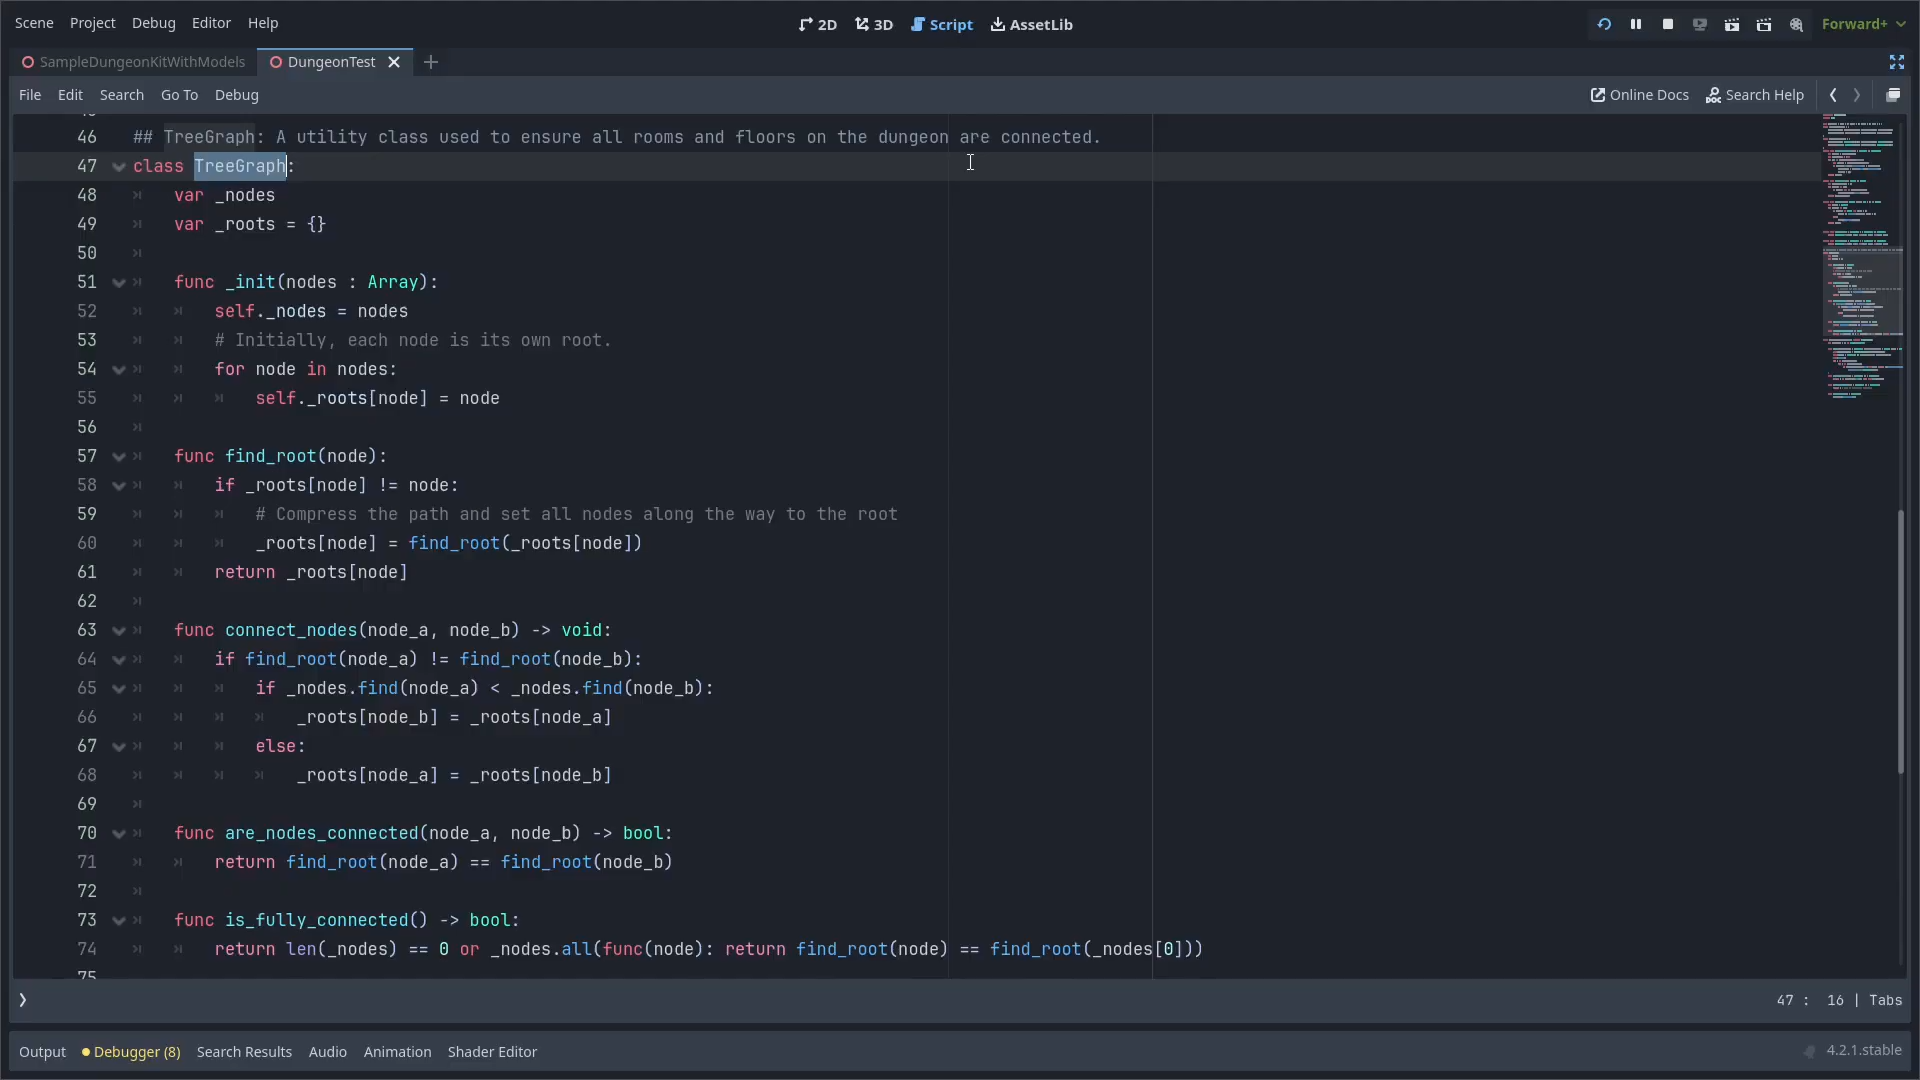 Scene Project Debug Editor Help 2D 3D Script AssetLib Forward+
SampleDungeonKitWithModels DungeonTest
File Edit Search Go To Debug Online Docs Search Help
46 ## TreeGraph: A utility class used to ensure all rooms and floors on the dungeon are connected.
47 class TreeGraph:
48 var _nodes
49 var _roots = {}
50
51 func _init(nodes : Array):
52 self._nodes = nodes
53 # Initially, each node is its own root.
54 for node in nodes:
55 self._roots[node] = node
56
57 func find_root(node):
58 if _roots[node] != node:
59 # Compress the path and set all nodes along the way to the root
60 _roots[node] = find_root(_roots[node])
61 return _roots[node]
62
63 func connect_nodes(node_a, node_b) -> void:
64 if find_root(node_a) != find_root(node_b):
65 if _nodes.find(node_a) < _nodes.find(node_b):
66 _roots[node_b] = _roots[node_a]
67 else:
68 _roots[node_a] = _roots[node_b]
69
70 func are_nodes_connected(node_a, node_b) -> bool:
71 return find_root(node_a) == find_root(node_b)
72
73 func is_fully_connected() -> bool:
74 return len(_nodes) == 0 or _nodes.all(func(node): return find_root(node) == find_root(_nodes[0]))
75
47 : 16 | Tabs
Output Debugger (8) Search Results Audio Animation Shader Editor 4.2.1.stable